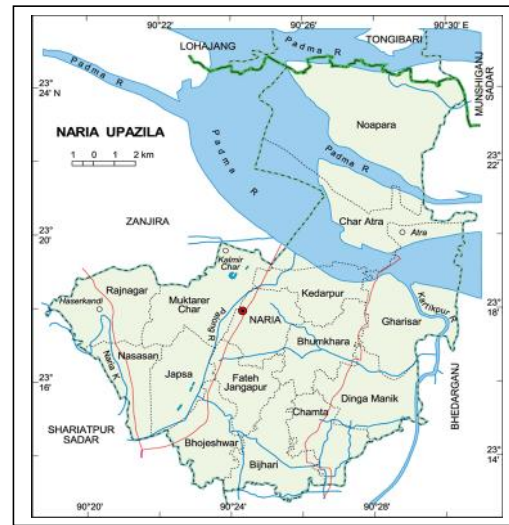 90°22'
90°26'
90°30' E
LOHAJANG
TONGIBARI
Padma R
MUNSHIGANJ
SADAR
Padma R
23°
24' N
Noapara
NARIA UPAZILA
1 0 1 2 km
23°
22'
Padma R
Padma R
Char Atra
Atra
ZANJIRA
23°
20'
Kalmir
Char
Kedarpur
Kartikpur R
23°
18'
Rajnagar
Muktarer
Char
Haserkandi
Palong R
NARIA
Gharisar
Bhumkhara
Nasasan
Naria K
Japsa
Fateh
Jangapur
Dinga Manik
23°
16'
Chamta
BHEDARGANJ
SHARIATPUR
SADAR
Bhojeshwar
Bijhari
23°
14'
90°20'
90°24'
90°28'